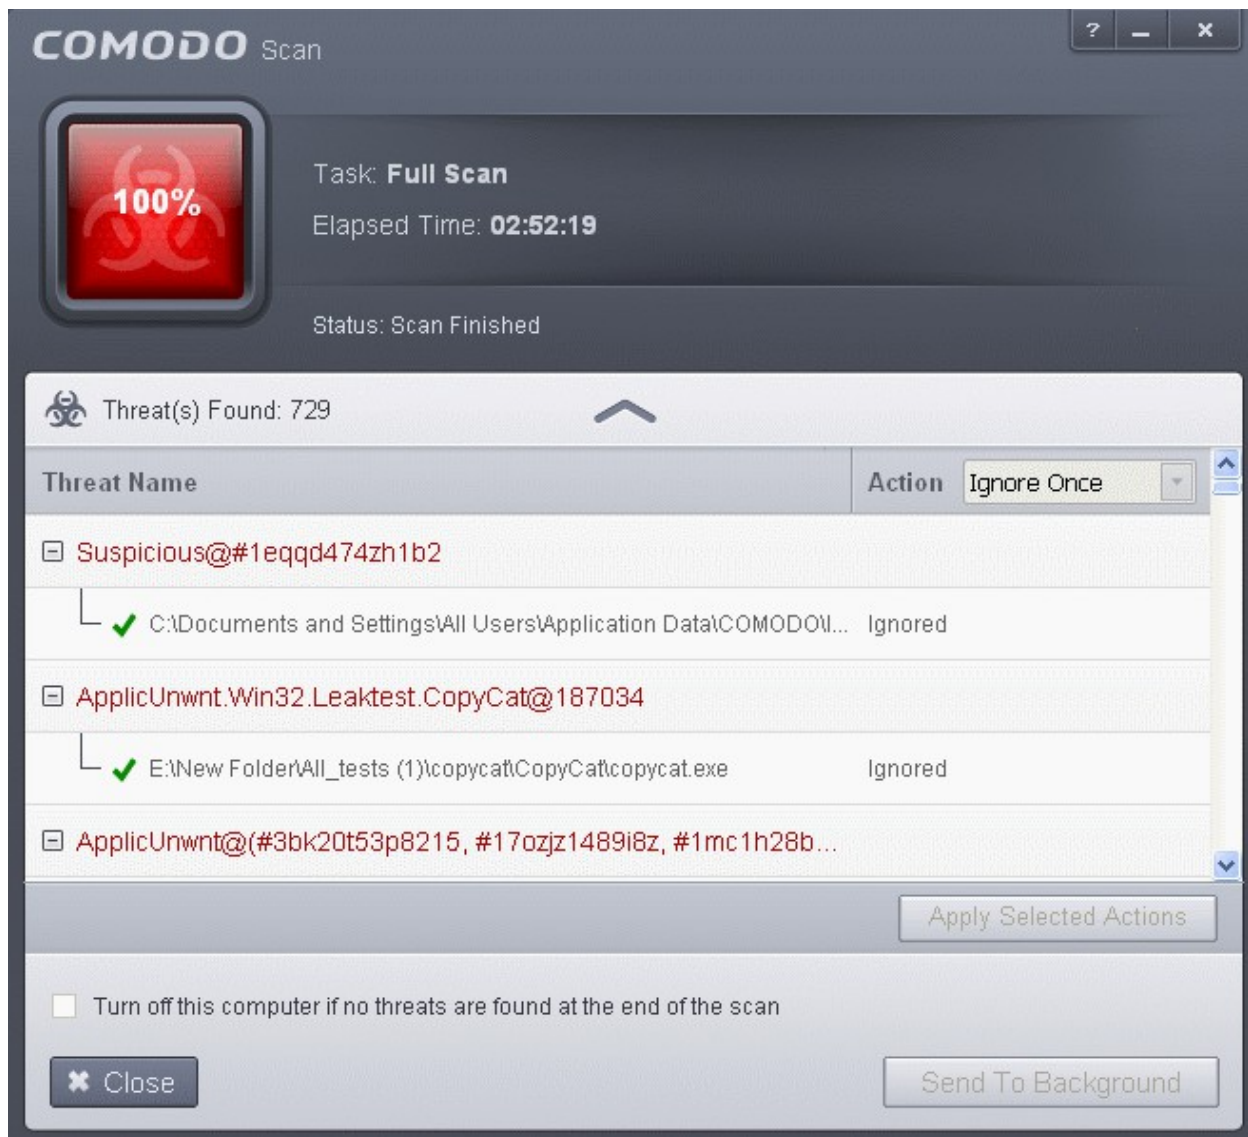 COMODO Scan
? _ x
100%
Task: Full Scan
Elapsed Time: 02:52:19
Status: Scan Finished
Threat(s) Found: 729
Threat Name Action Ignore Once
Suspicious@#1eqqd474zh1b2
C:\Documents and Settings\All Users\Application Data\COMODO\I... Ignored
ApplicUnwnt.Win32.Leaktest.CopyCat@187034
E:\New Folder\All_tests (1)\copycat\CopyCat\copycat.exe Ignored
ApplicUnwnt@(#3bk20t53p8215, #17ozjz1489i8z, #1mc1h28b...
Apply Selected Actions
Turn off this computer if no threats are found at the end of the scan
Close Send To Background